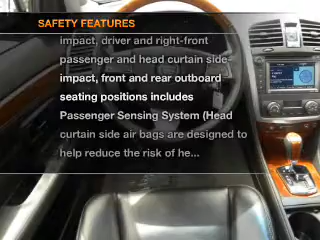 SAFETY FEATURES
impact, driver and right-front
passenger and head curtain side-
impact, front and rear outboard
seating positions includes
Passenger Sensing System (Head
curtain side air bags are designed to
help reduce the risk of he...